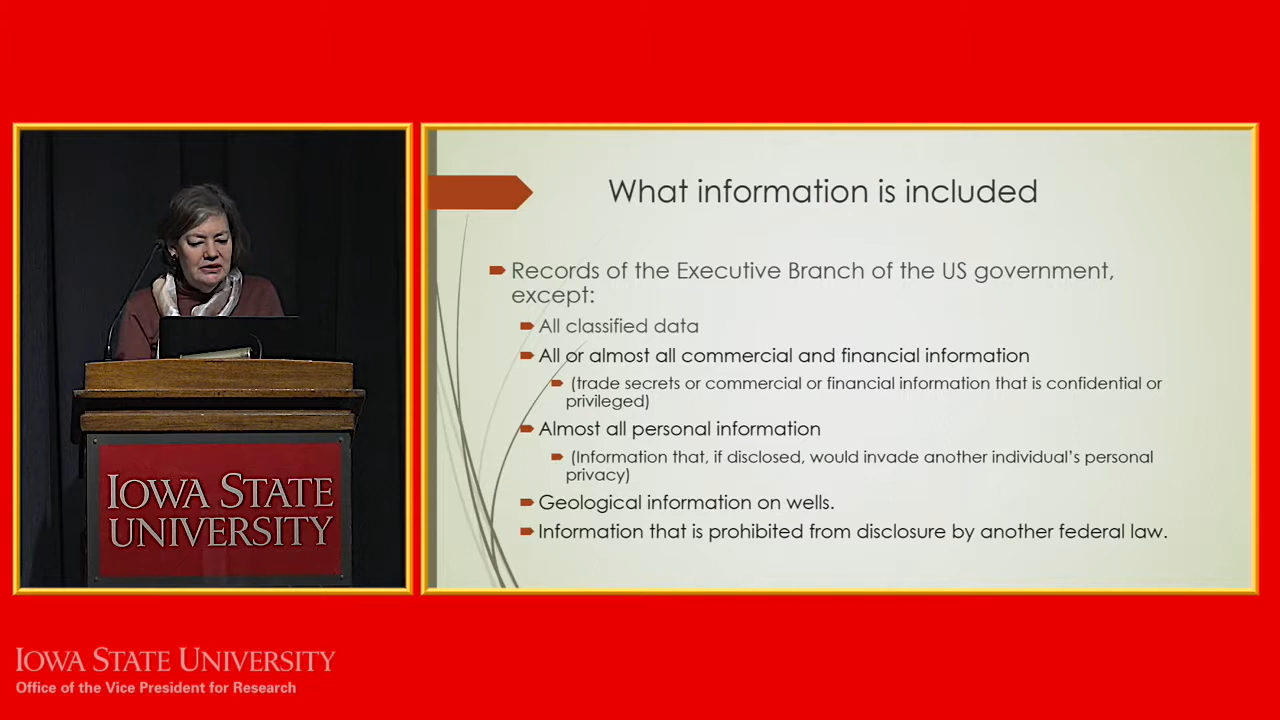 What information is included
Records of the Executive Branch of the US government,
except:
All classified data
All or almost all commercial and financial information
(trade secrets or commercial or financial information that is confidential or
privileged)
Almost all personal information
(Information that, if disclosed, would invade another individual's personal
privacy)
Geological information on wells.
Information that is prohibited from disclosure by another federal law.
IOWA STATE
UNIVERSITY
IOWA STATE UNIVERSITY
Office of the Vice President for Research